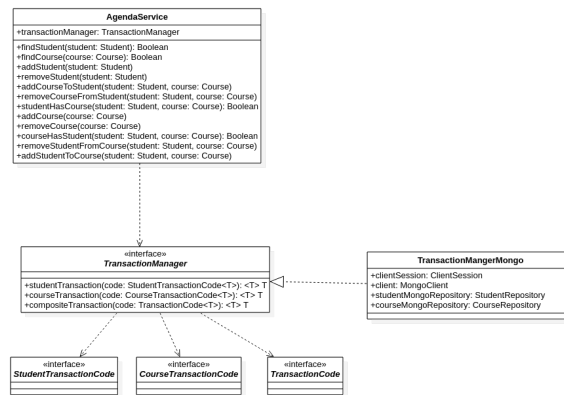 AgendaService
+transactionManager: TransactionManager
+findStudent(student: Student): Boolean
+findCourse(course: Course): Boolean
+addStudent(student: Student)
+removeStudent(student: Student)
+addCourseToStudent(student: Student, course: Course)
+removeCourseFromStudent(student: Student, course: Course)
+studentHasCourse(student: Student, course: Course): Boolean
+addCourse(course: Course)
+removeCourse(course: Course)
+courseHasStudent(student: Student, course: Course): Boolean
+removeStudentFromCourse(student: Student, course: Course)
+addStudentToCourse(student: Student, course: Course)
«interface»
TransactionManager
+studentTransaction(code: StudentTransactionCode<T>): <T> T
+courseTransaction(code: CourseTransactionCode<T>): <T> T
+compositeTransaction(code: TransactionCode<T>): <T> T
TransactionMangerMongo
+clientSession: ClientSession
+client: MongoClient
+studentMongoRepository: StudentRepository
+courseMongoRepository: CourseRepository
«interface»
StudentTransactionCode
«interface»
CourseTransactionCode
«interface»
TransactionCode